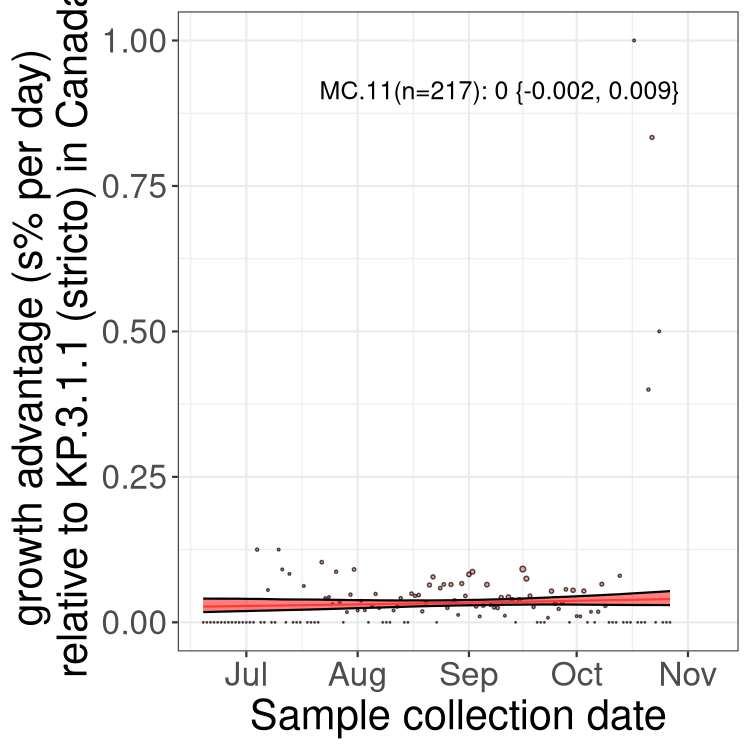 growth advantage (s% per day)
relative to KP.3.1.1 (stricto) in Canada
1.00
0.75
0.50
0.25
0.00
MC.11(n=217): 0 {-0.002, 0.009}
Jul Aug Sep Oct Nov
Sample collection date